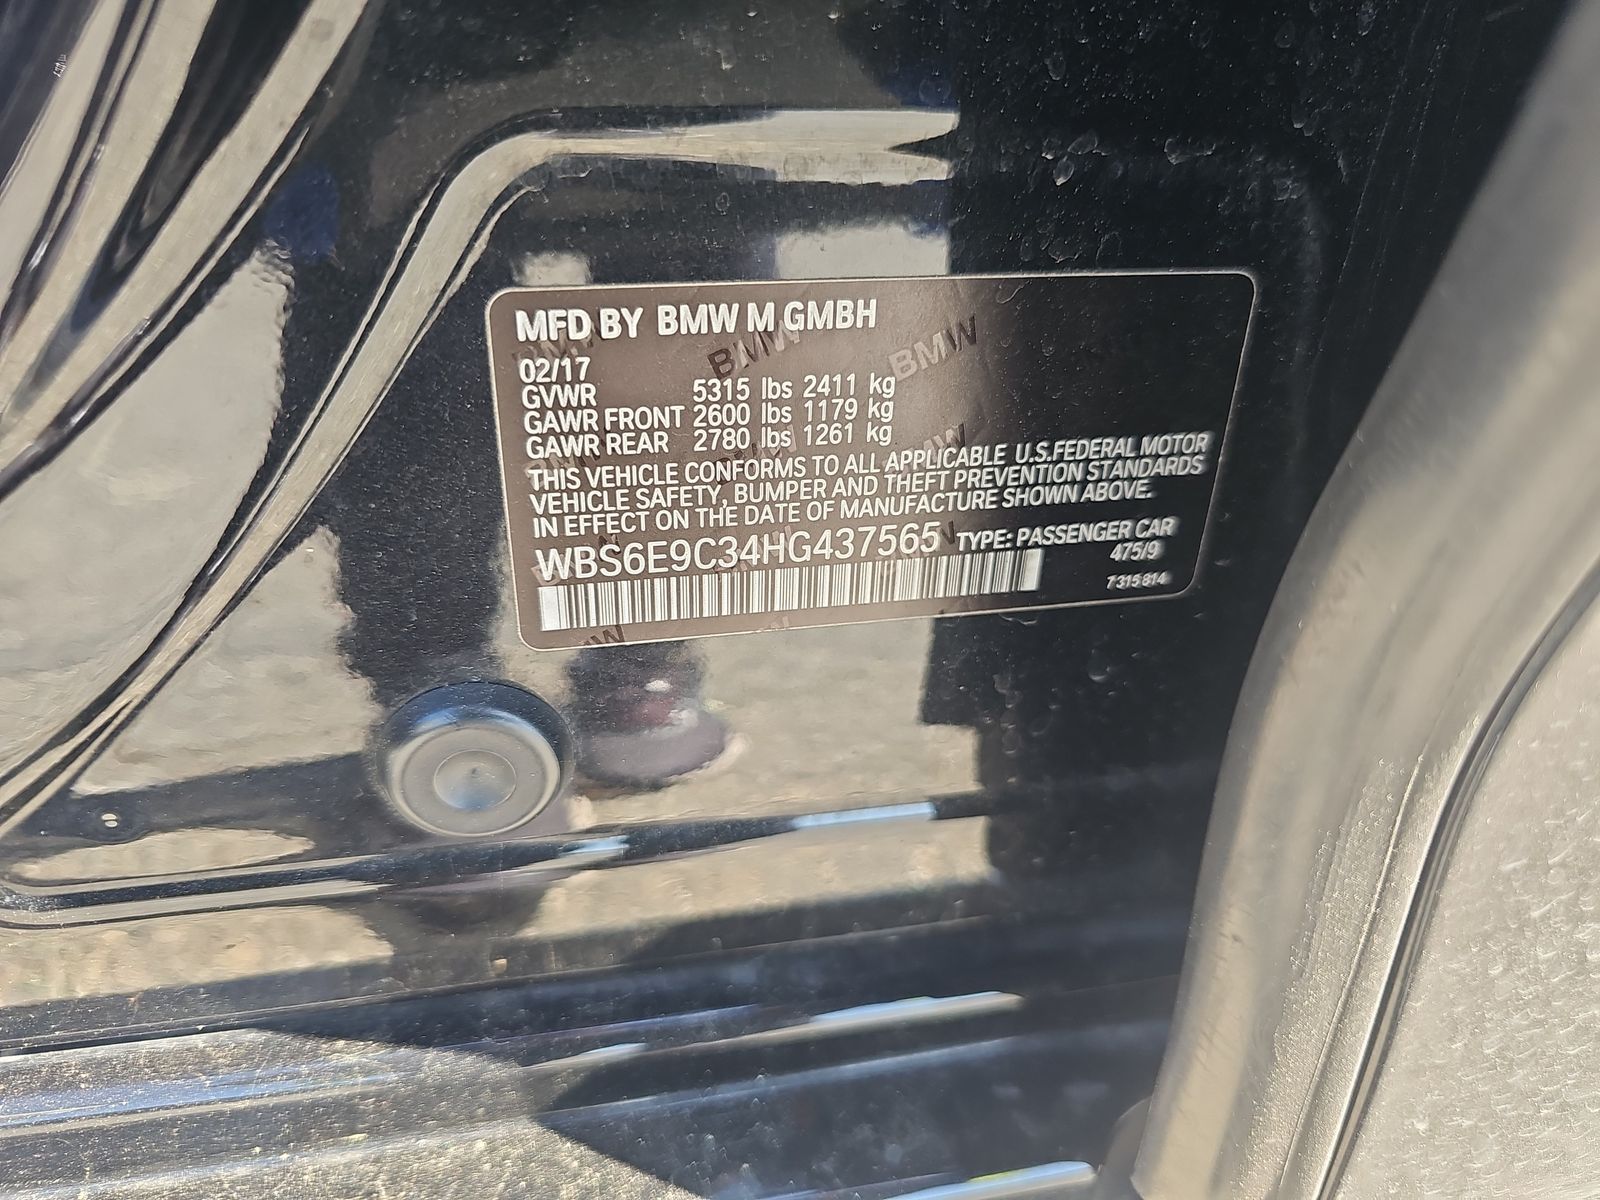 MFD BY BMW M GMBH
02/17
GVWR 5315 lbs 2411 kg
GAWR FRONT 2600 lbs 1179 kg
GAWR REAR 2780 lbs 1261 kg
THIS VEHICLE CONFORMS TO ALL APPLICABLE U.S.FEDERAL MOTOR
VEHICLE SAFETY, BUMPER AND THEFT PREVENTION STANDARDS
IN EFFECT ON THE DATE OF MANUFACTURE SHOWN ABOVE.
WBS6E9C34HG437565 TYPE: PASSENGER CAR
475/9
7 315 814